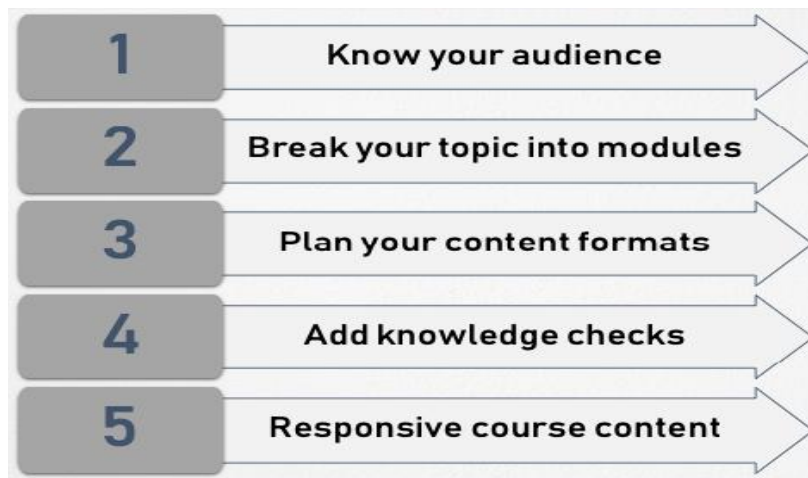 1
Know your audience
2
Break your topic into modules
3
Plan your content formats
4
Add knowledge checks
5
Responsive course content